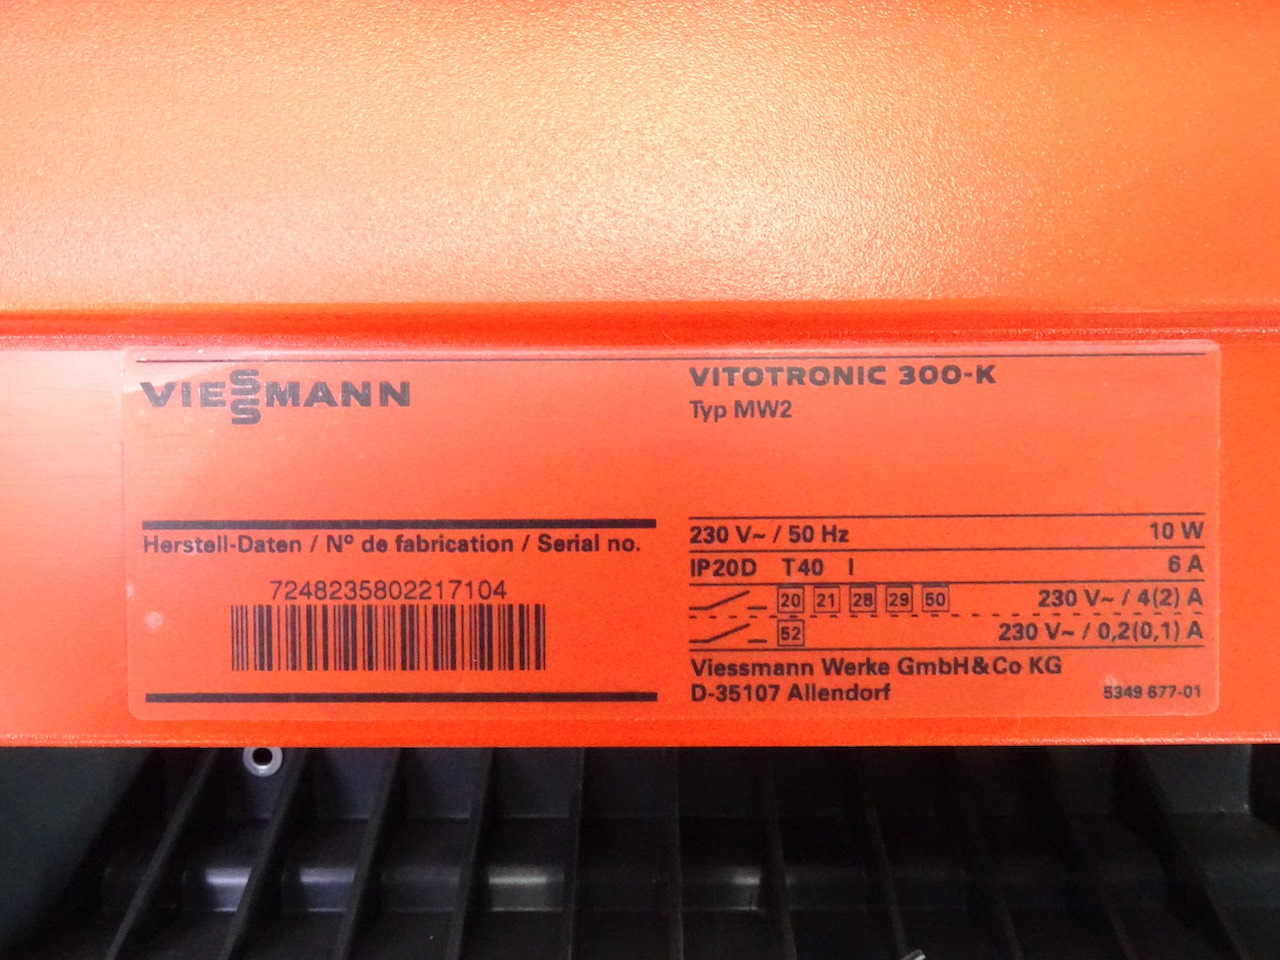 VIESSMANN
VITOTRONIC 300-K
Typ MW2
Herstell-Daten / Nº de fabrication / Serial no.
7248235802217104
230 V~ / 50 Hz 10 W
IP20D T40 I 6 A
20 21 28 29 50 230 V~ / 4(2) A
52 230 V~ / 0,2(0,1) A
Viessmann Werke GmbH&Co KG
D-35107 Allendorf 5349 677-01